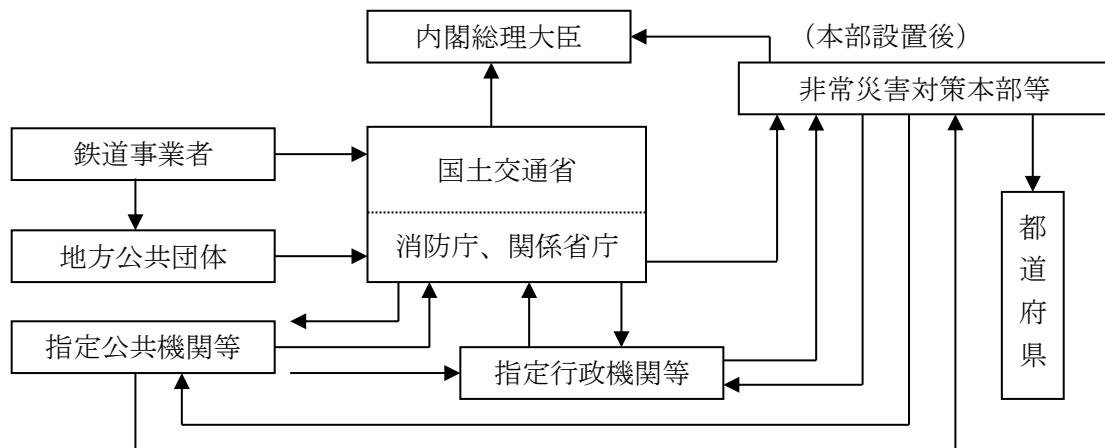 内閣総理大臣
（本部設置後）
非常災害対策本部等
鉄道事業者
国土交通省
地方公共団体
消防庁、関係省庁
都道府県
指定公共機関等
指定行政機関等